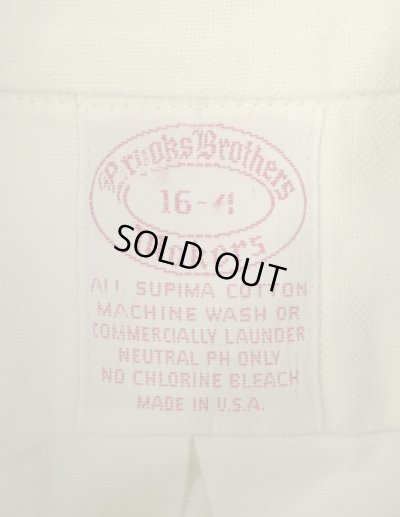 Brooks Brothers
16-4
Makers
SOLD OUT
ALL SUPIMA COTTON
MACHINE WASH OR
COMMERCIALLY LAUNDER
NEUTRAL PH ONLY
NO CHLORINE BLEACH
MADE IN U.S.A.